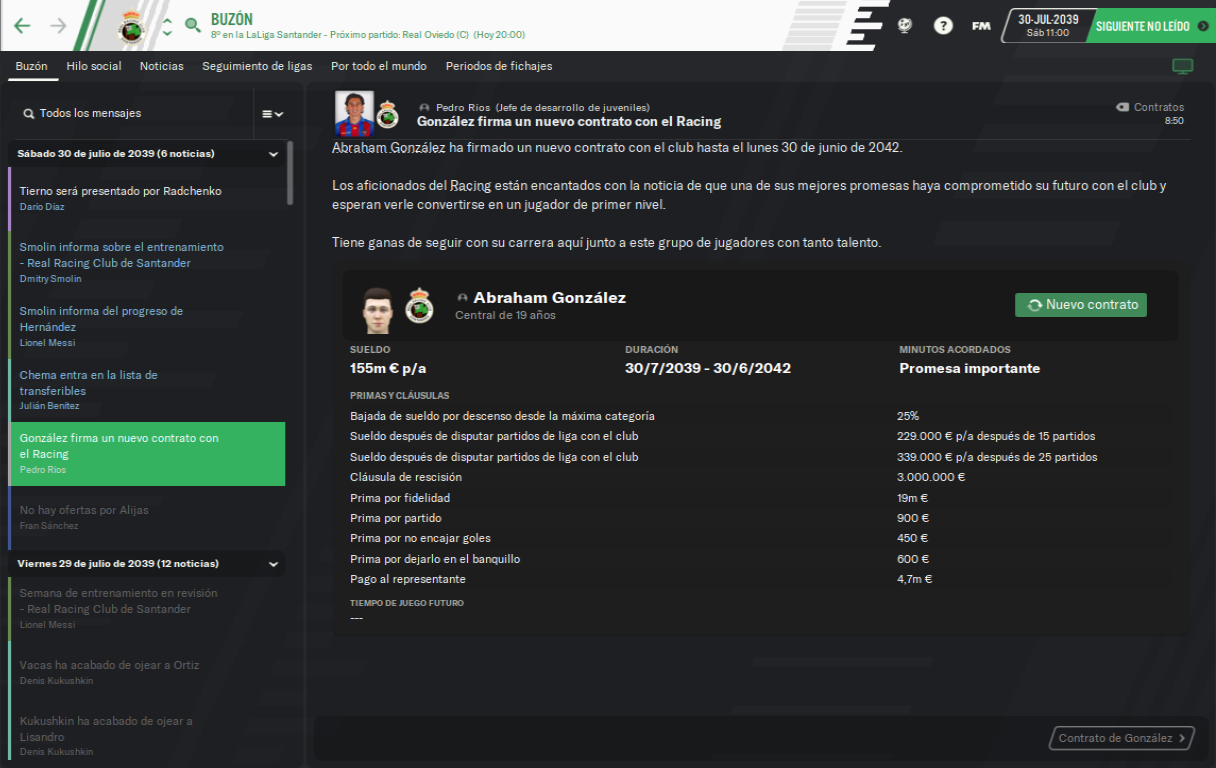 BUZÓN
8º en la LaLiga Santander - Próximo partido: Real Oviedo (C) (Hoy 20:00)
?
FM
30-JUL-2039
Sáb 11:00
SIGUIENTE NO LEÍDO
Buzón
Hilo social
Noticias
Seguimiento de ligas
Por todo el mundo
Periodos de fichajes
Todos los mensajes
Sábado 30 de julio de 2039 (6 noticias)
Tierno será presentado por Radchenko
Dario Díaz
Smolin informa sobre el entrenamiento
- Real Racing Club de Santander
Dmitry Smolin
Smolin informa del progreso de
Hernández
Lionel Messi
Chema entra en la lista de
transferibles
Julián Benítez
González firma un nuevo contrato con
el Racing
Pedro Ríos
No hay ofertas por Alijas
Fran Sánchez
Viernes 29 de julio de 2039 (12 noticias)
Semana de entrenamiento en revisión
- Real Racing Club de Santander
Lionel Messi
Vacas ha acabado de ojear a Ortiz
Denis Kukushkin
Kukushkin ha acabado de ojear a
Lisandro
Denis Kukushkin
Pedro Ríos (Jefe de desarrollo de juveniles)
González firma un nuevo contrato con el Racing
Contratos
8:50
Abraham González ha firmado un nuevo contrato con el club hasta el lunes 30 de junio de 2042.
Los aficionados del Racing están encantados con la noticia de que una de sus mejores promesas haya comprometido su futuro con el club y
esperan verle convertirse en un jugador de primer nivel.
Tiene ganas de seguir con su carrera aquí junto a este grupo de jugadores con tanto talento.
Abraham González
Central de 19 años
Nuevo contrato
SUELDO
DURACIÓN
MINUTOS ACORDADOS
155m € p/a
30/7/2039 - 30/6/2042
Promesa importante
PRIMAS Y CLÁUSULAS
Bajada de sueldo por descenso desde la máxima categoría 25%
Sueldo después de disputar partidos de liga con el club 229.000 € p/a después de 15 partidos
Sueldo después de disputar partidos de liga con el club 339.000 € p/a después de 25 partidos
Cláusula de rescisión 3.000.000 €
Prima por fidelidad 19m €
Prima por partido 900 €
Prima por no encajar goles 450 €
Prima por dejarlo en el banquillo 600 €
Pago al representante 4,7m €
TIEMPO DE JUEGO FUTURO
---
Contrato de González